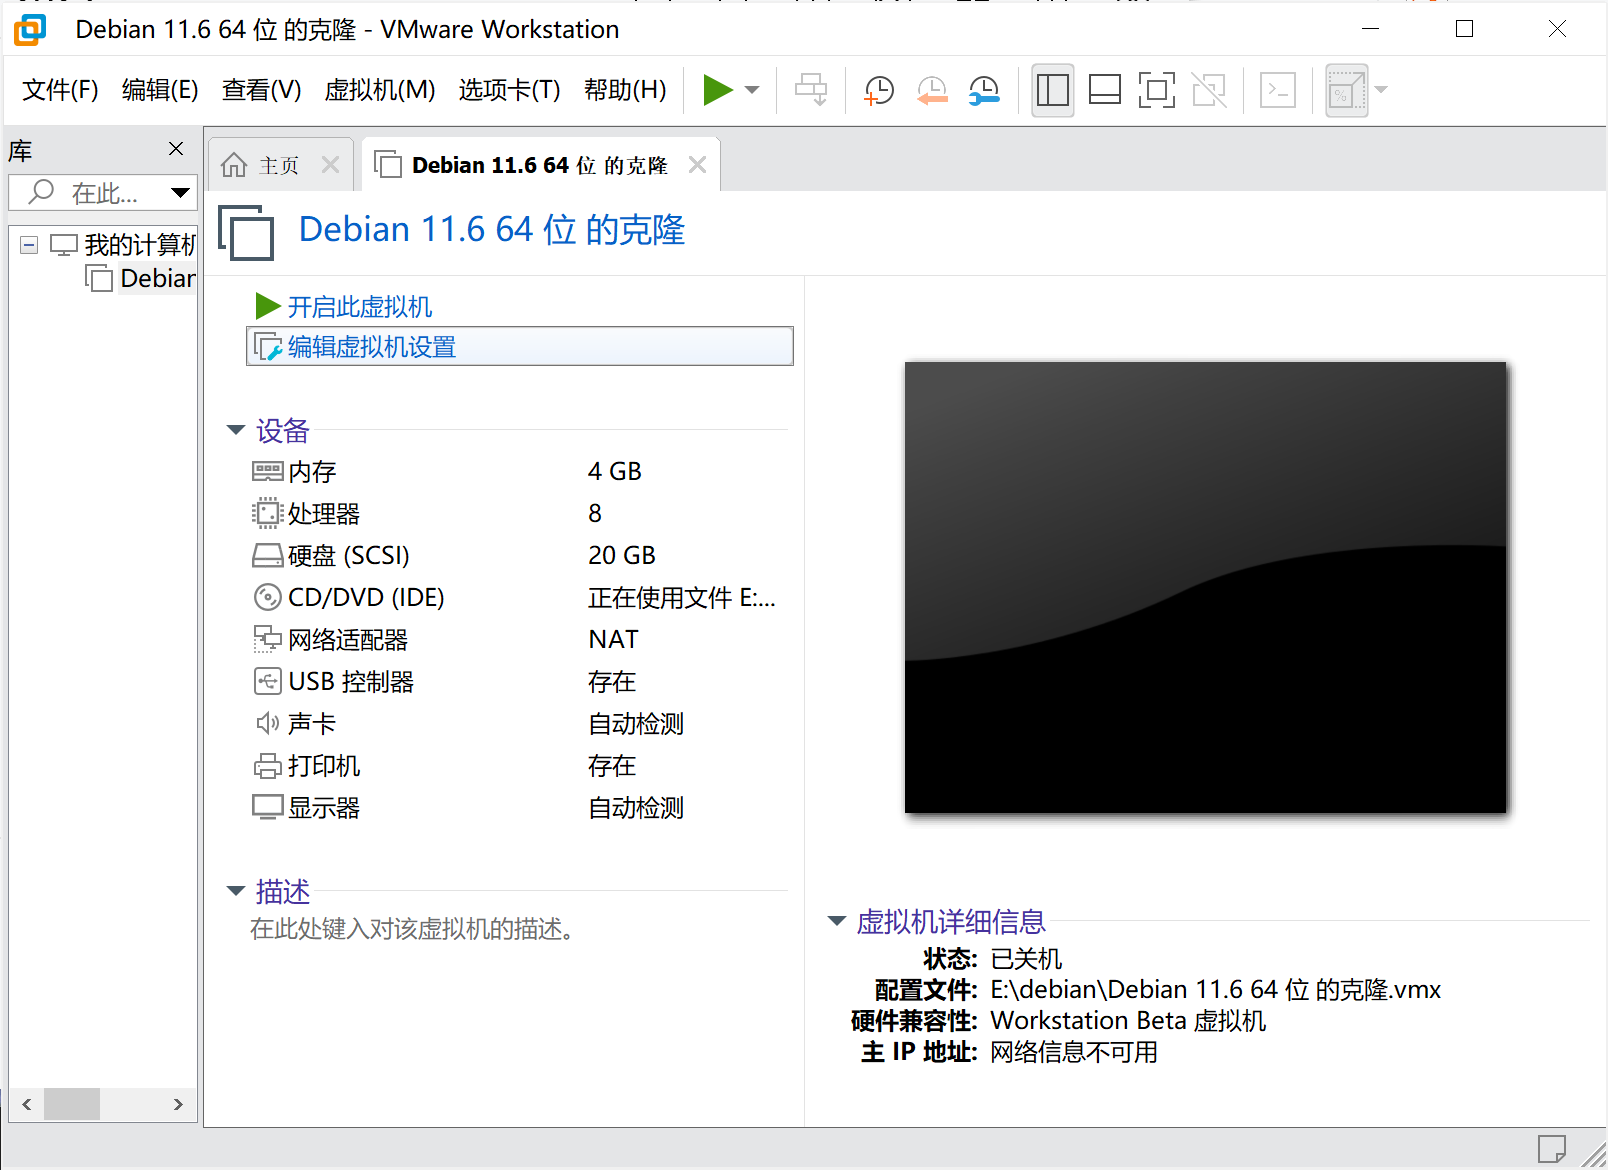 Debian 11.6 64 位 的克隆 - VMware Workstation
文件(F) 编辑(E) 查看(V) 虚拟机(M) 选项卡(T) 帮助(H)
库
在此...
我的计算机
Debian
主页
Debian 11.6 64 位 的克隆
Debian 11.6 64 位 的克隆
开启此虚拟机
编辑虚拟机设置
设备
内存 4 GB
处理器 8
硬盘 (SCSI) 20 GB
CD/DVD (IDE) 正在使用文件 E:...
网络适配器 NAT
USB 控制器 存在
声卡 自动检测
打印机 存在
显示器 自动检测
描述
在此处键入对该虚拟机的描述。
虚拟机详细信息
状态: 已关机
配置文件: E:\debian\Debian 11.6 64 位 的克隆.vmx
硬件兼容性: Workstation Beta 虚拟机
主 IP 地址: 网络信息不可用